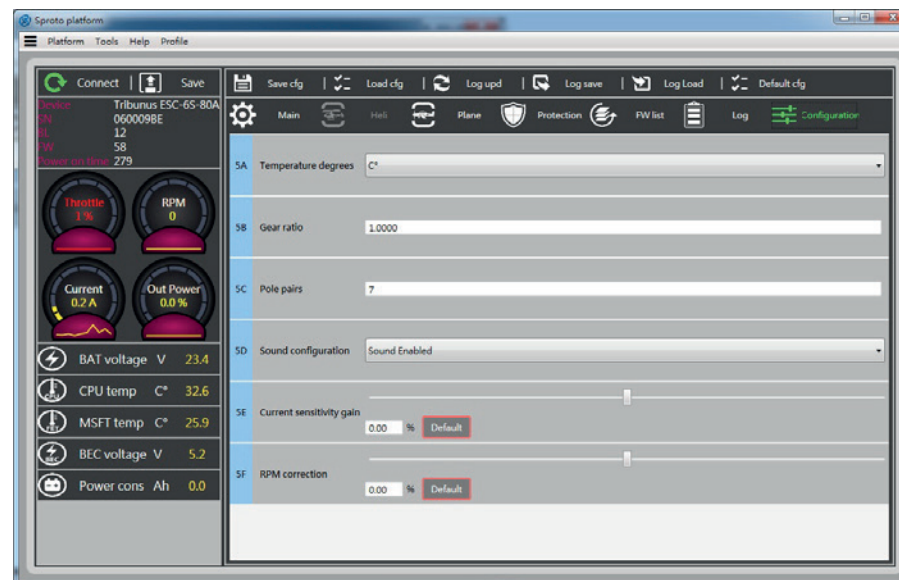 Sproto platform
Platform Tools Help Profile
Connect | Save
Save cfg | Load cfg | Log upd | Log save | Log Load | Default cfg
Device Tribunus ESC-6S-80A
SN 060009BE
12
FW 58
Power on time 279
Main Heli Plane Protection FW list Log Configuration
Throttle
1 %
RPM
0
Current
0.2 A
Out Power
0.0 %
BAT voltage V 23.4
CPU temp C° 32.6
MSFT temp C° 25.9
BEC voltage V 5.2
Power cons Ah 0.0
5A Temperature degrees C°
5B Gear ratio 1.0000
5C Pole pairs 7
5D Sound configuration Sound Enabled
5E Current sensitivity gain
0.00 % Default
5F RPM correction
0.00 % Default